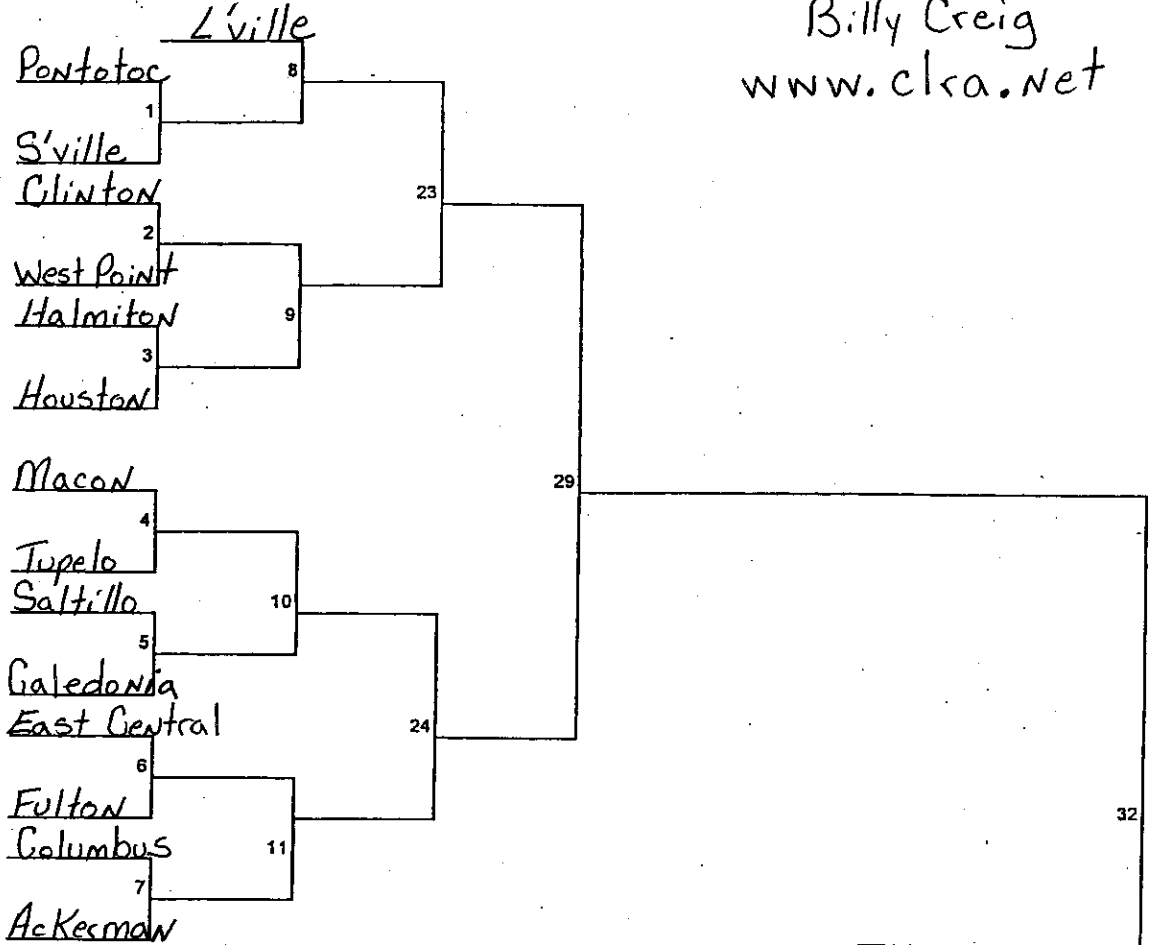 L'ville
Billy Creig
www.clra.net
Pontotoc
8
1
S'ville
Clinton
23
2
West Point
Halmiton
9
3
Houston
Macon
29
4
Tupelo
Saltillo
10
5
Caledonia
East Central
24
6
Fulton
32
Columbus
11
7
Ackerman